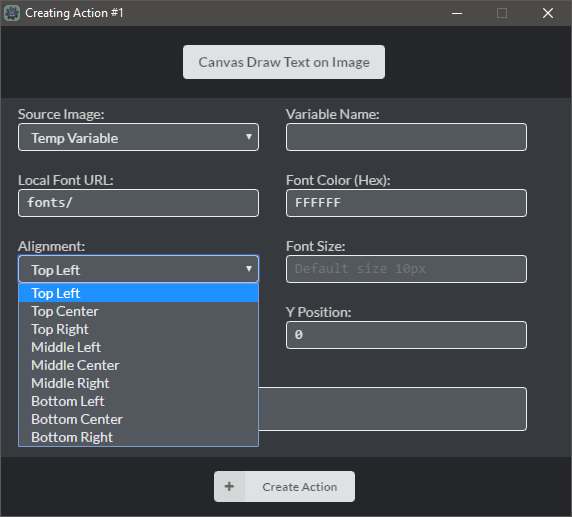 Creating Action #1
Canvas Draw Text on Image
Source Image:
Variable Name:
Temp Variable
Local Font URL:
Font Color (Hex):
fonts/
FFFFFF
Alignment:
Font Size:
Top Left
Default size 10px
Top Left
Top Center
Top Right
Y Position:
Middle Left
0
Middle Center
Middle Right
Bottom Left
Bottom Center
Bottom Right
+ Create Action